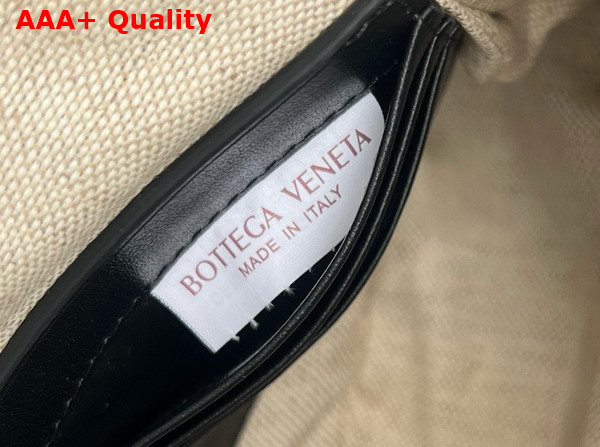 AAA+ Quality
BOTTEGA VENETA
MADE IN ITALY